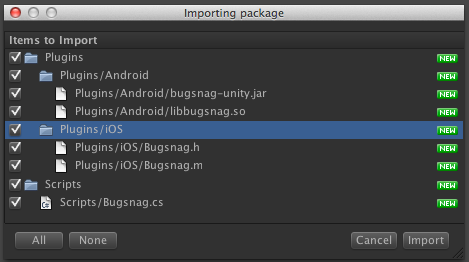 Importing package
Items to Import
Plugins NEW
Plugins/Android NEW
Plugins/Android/bugsnag-unity.jar NEW
Plugins/Android/libbugsnag.so NEW
Plugins/iOS NEW
Plugins/iOS/Bugsnag.h NEW
Plugins/iOS/Bugsnag.m NEW
Scripts NEW
C# Scripts/Bugsnag.cs NEW
All None Cancel Import